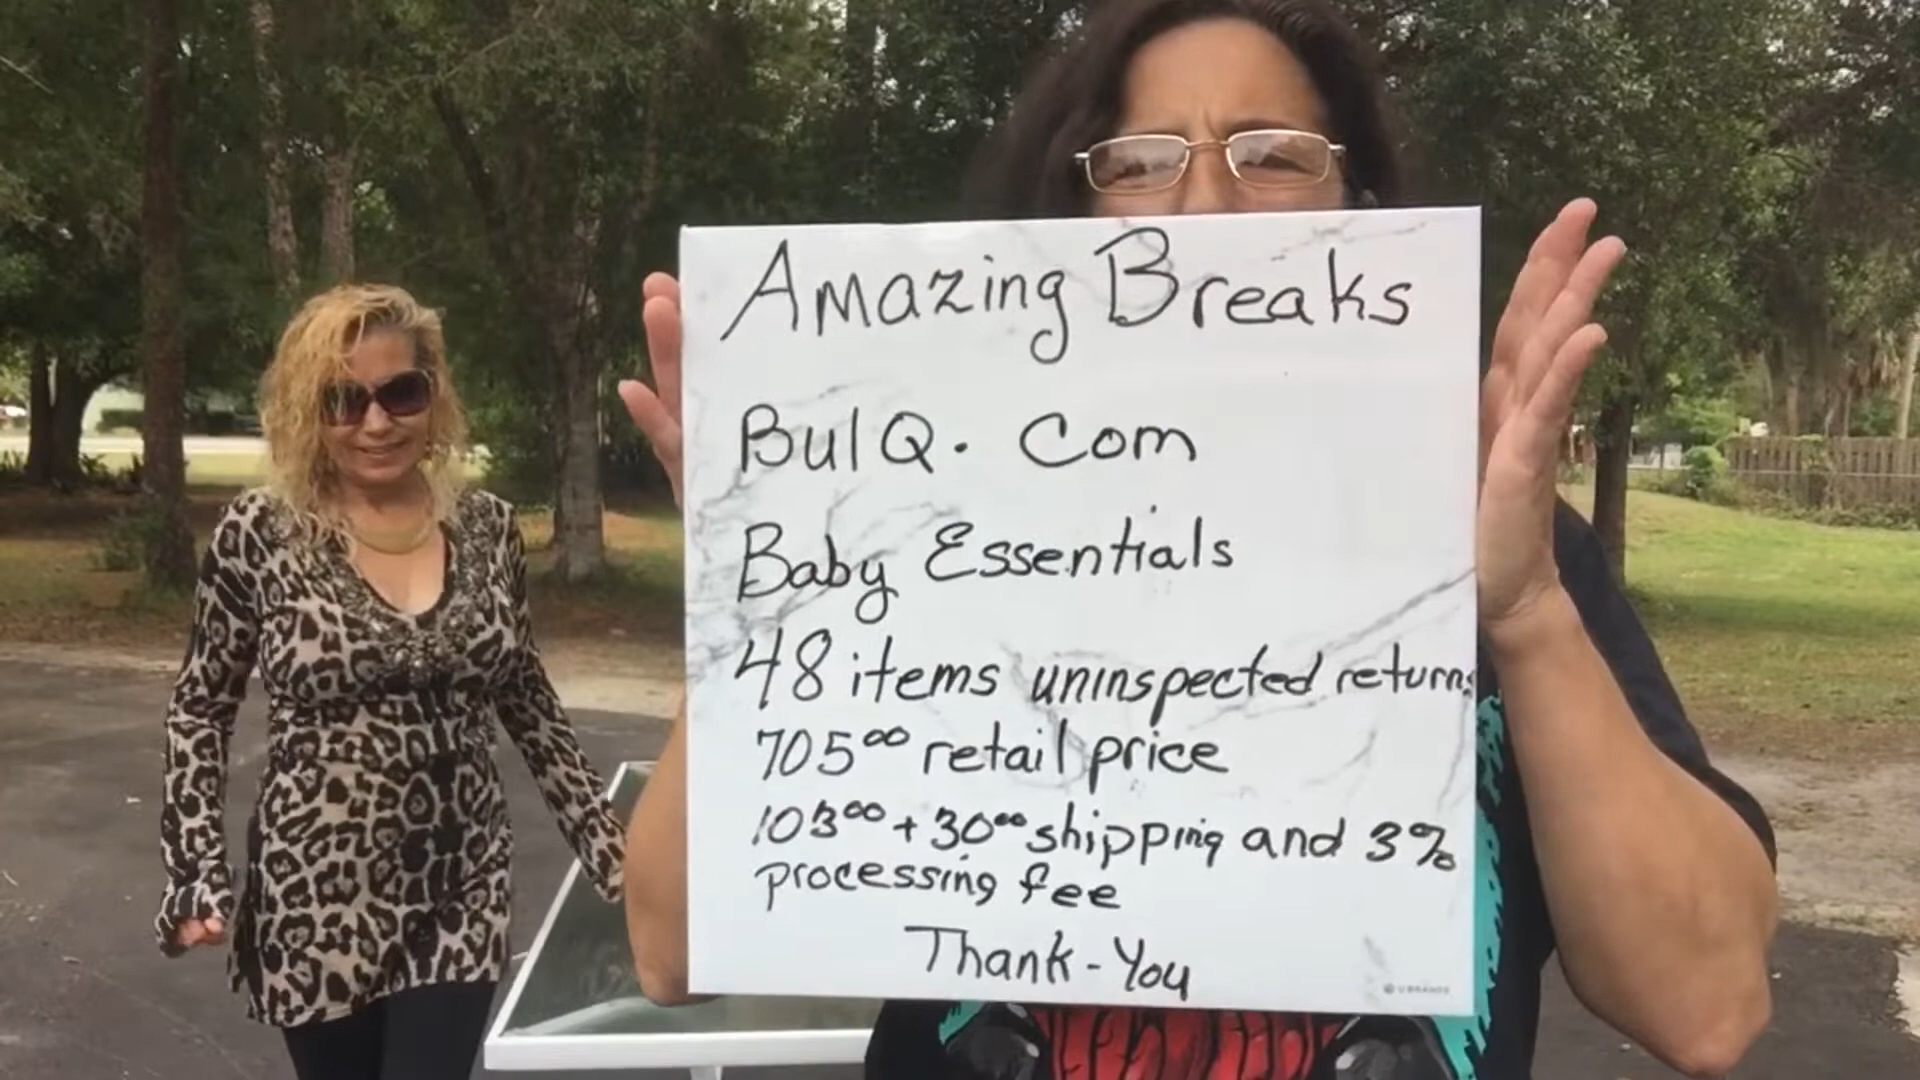 Amazing Breaks
BulQ. Com
Baby Essentials
48 items uninspected returns
705⁰⁰ retail price
103⁰⁰ + 30⁰⁰ shipping and 3%
processing fee
Thank-You
U BRANDS